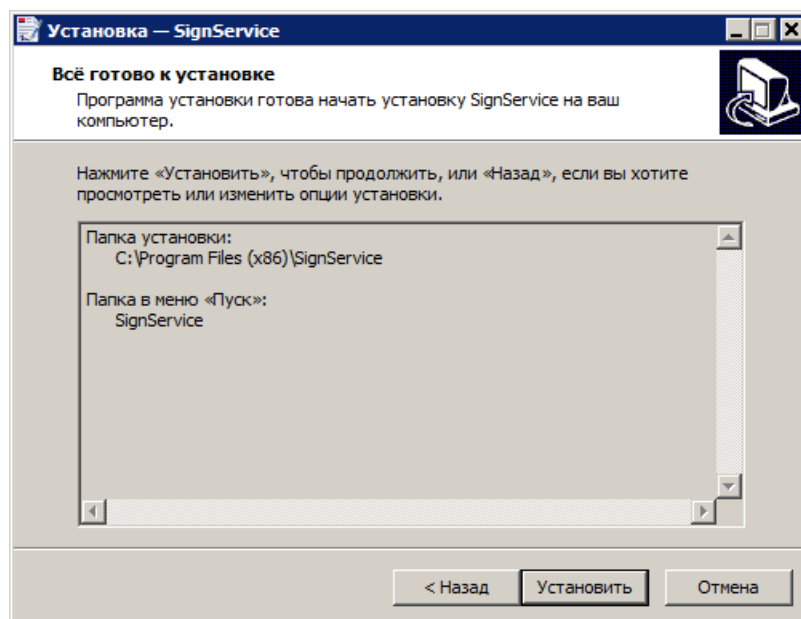 Установка — SignService
Всё готово к установке
Программа установки готова начать установку SignService на ваш
компьютер.
Нажмите «Установить», чтобы продолжить, или «Назад», если вы хотите
просмотреть или изменить опции установки.
Папка установки:
C:\Program Files (x86)\SignService
Папка в меню «Пуск»:
SignService
< Назад
Установить
Отмена